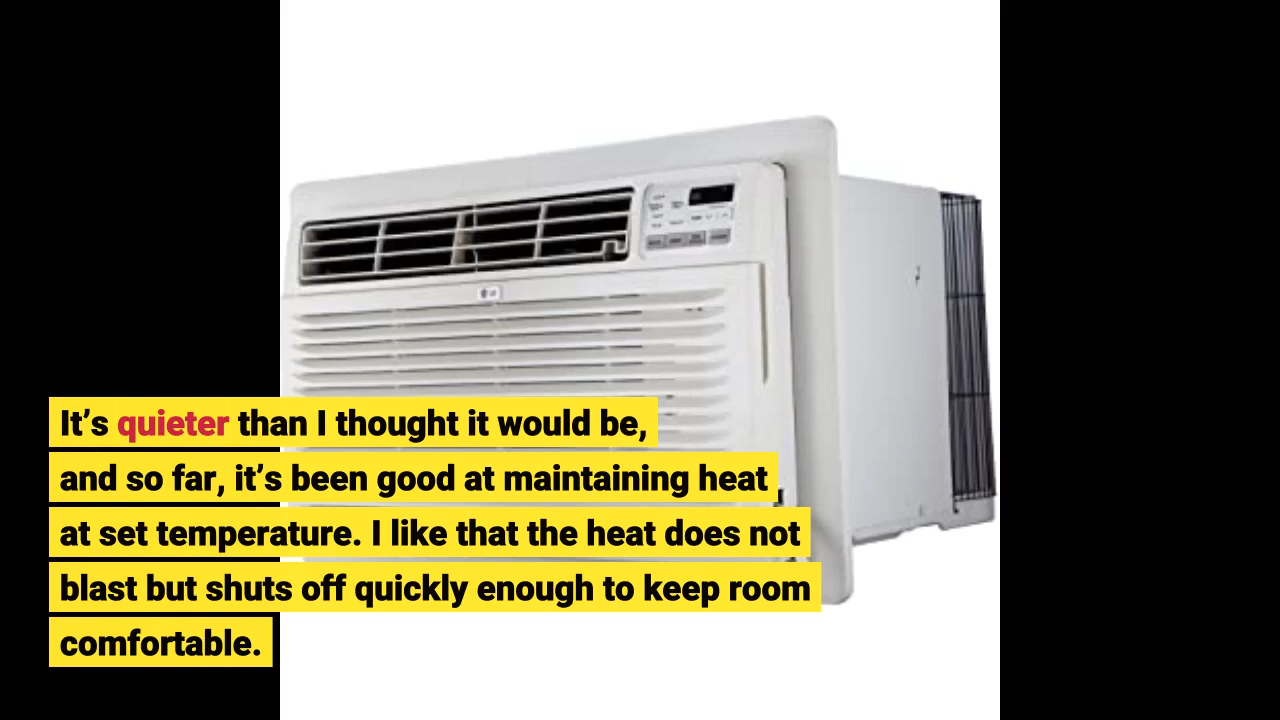 It’s quieter than I thought it would be,
and so far, it’s been good at maintaining heat
at set temperature. I like that the heat does not
blast but shuts off quickly enough to keep room
comfortable.